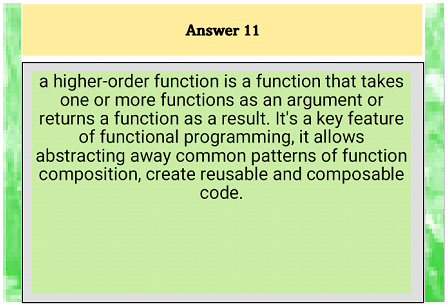 Answer 11
a higher-order function is a function that takes
one or more functions as an argument or
returns a function as a result. It's a key feature
of functional programming, it allows
abstracting away common patterns of function
composition, create reusable and composable
code.